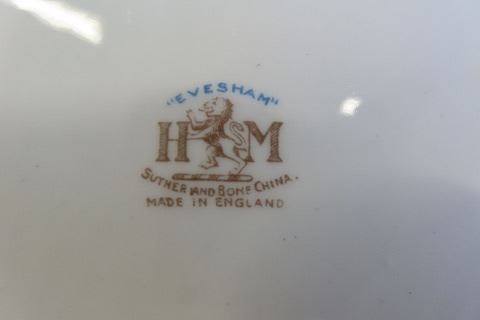 "EVESHAM"
H M
SUTHERLAND BONE CHINA.
MADE IN ENGLAND